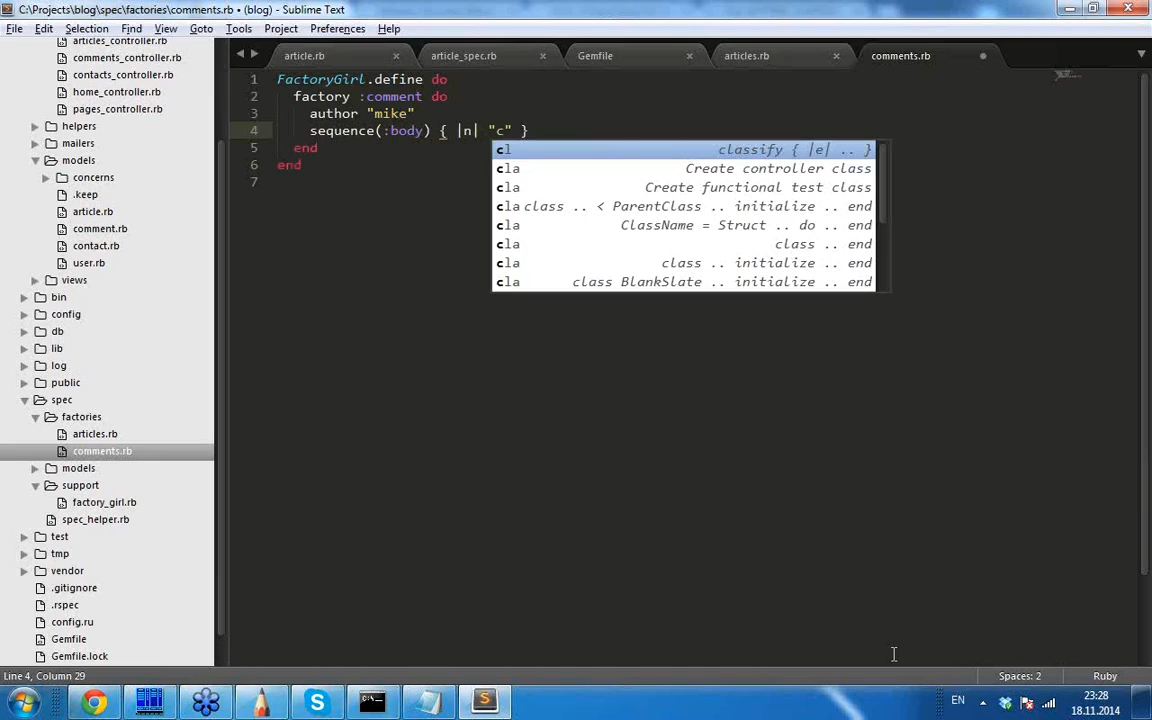 C:\Projects\blog\spec\factories\comments.rb • (blog) - Sublime Text
File Edit Selection Find View Goto Tools Project Preferences Help
articles_controller.rb
comments_controller.rb
contacts_controller.rb
home_controller.rb
pages_controller.rb
helpers
mailers
models
concerns
.keep
article.rb
comment.rb
contact.rb
user.rb
views
bin
config
db
lib
log
public
spec
factories
articles.rb
comments.rb
models
support
factory_girl.rb
spec_helper.rb
test
tmp
vendor
.gitignore
.rspec
config.ru
Gemfile
Gemfile.lock
article.rb article_spec.rb Gemfile articles.rb comments.rb
1 FactoryGirl.define do
2 factory :comment do
3 author "mike"
4 sequence(:body) { |n| "c" }
5 end
6 end
7
cl classify { |e| .. }
cla Create controller class
cla Create functional test class
cla class .. < ParentClass .. initialize .. end
cla ClassName = Struct .. do .. end
cla class .. end
cla class .. initialize .. end
cla class BlankSlate .. initialize .. end
Line 4, Column 29 Spaces: 2 Ruby
EN 23:28
18.11.2014